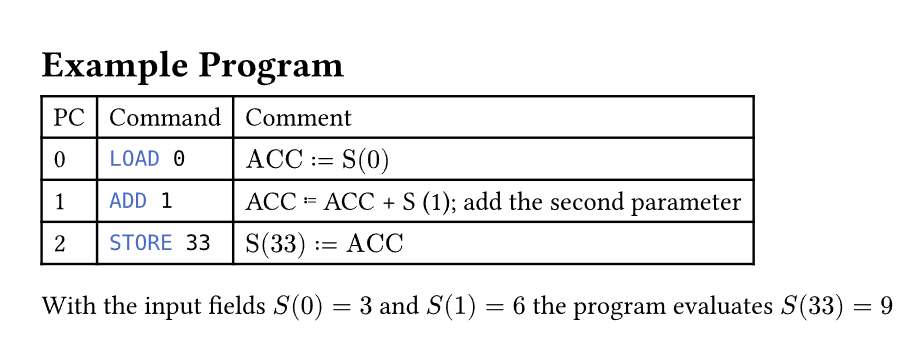 Example Program
PC Command Comment
0 LOAD 0 ACC := S(0)
1 ADD 1 ACC ≔ ACC + S (1); add the second parameter
2 STORE 33 S(33) := ACC
With the input fields S(0) = 3 and S(1) = 6 the program evaluates S(33) = 9